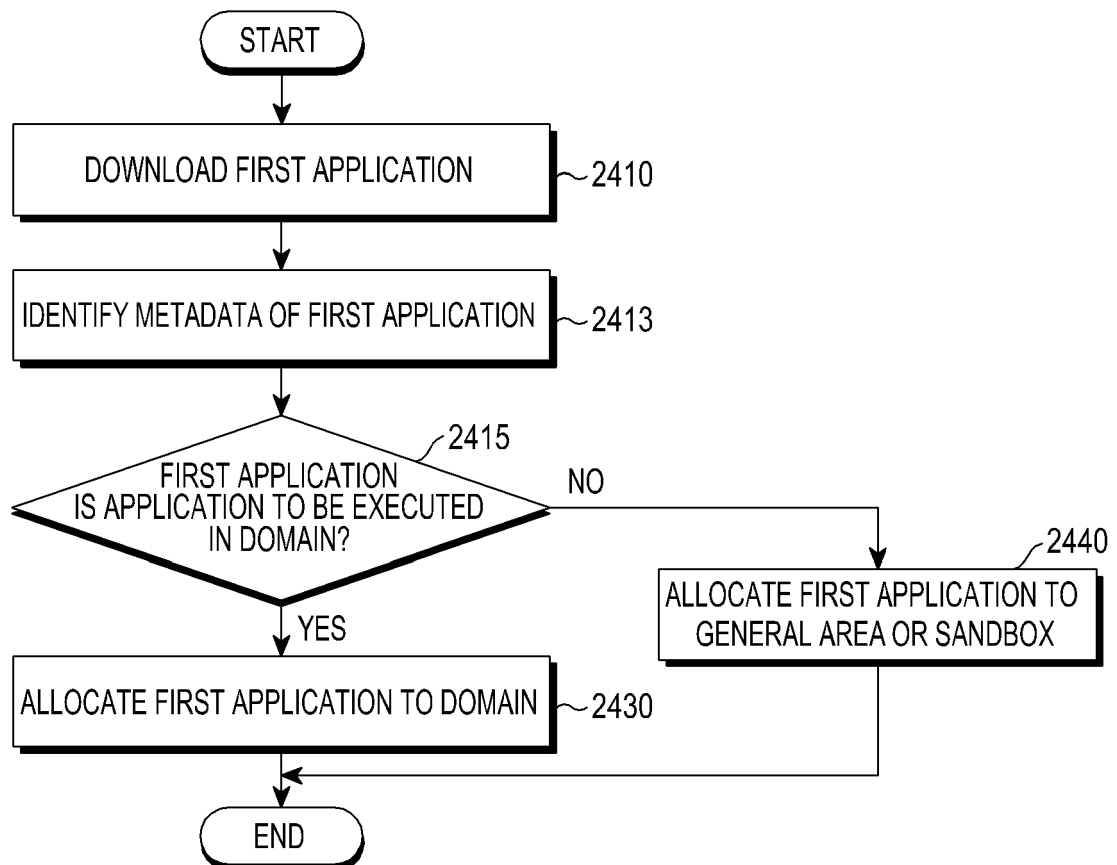 START
DOWNLOAD FIRST APPLICATION
2410
IDENTIFY METADATA OF FIRST APPLICATION
2413
2415
FIRST APPLICATION
IS APPLICATION TO BE EXECUTED
IN DOMAIN?
NO
YES
2440
ALLOCATE FIRST APPLICATION TO
GENERAL AREA OR SANDBOX
ALLOCATE FIRST APPLICATION TO DOMAIN
2430
END